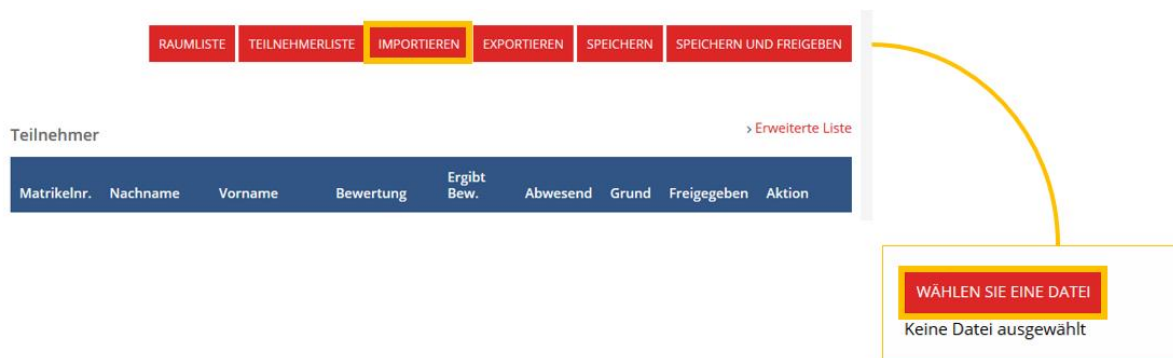 RAUMLISTE TEILNEHMERLISTE IMPORTIEREN EXPORTIEREN SPEICHERN SPEICHERN UND FREIGEBEN
Teilnehmer
› Erweiterte Liste
Matrikelnr. Nachname Vorname Bewertung Ergibt Bew. Abwesend Grund Freigegeben Aktion
WÄHLEN SIE EINE DATEI
Keine Datei ausgewählt